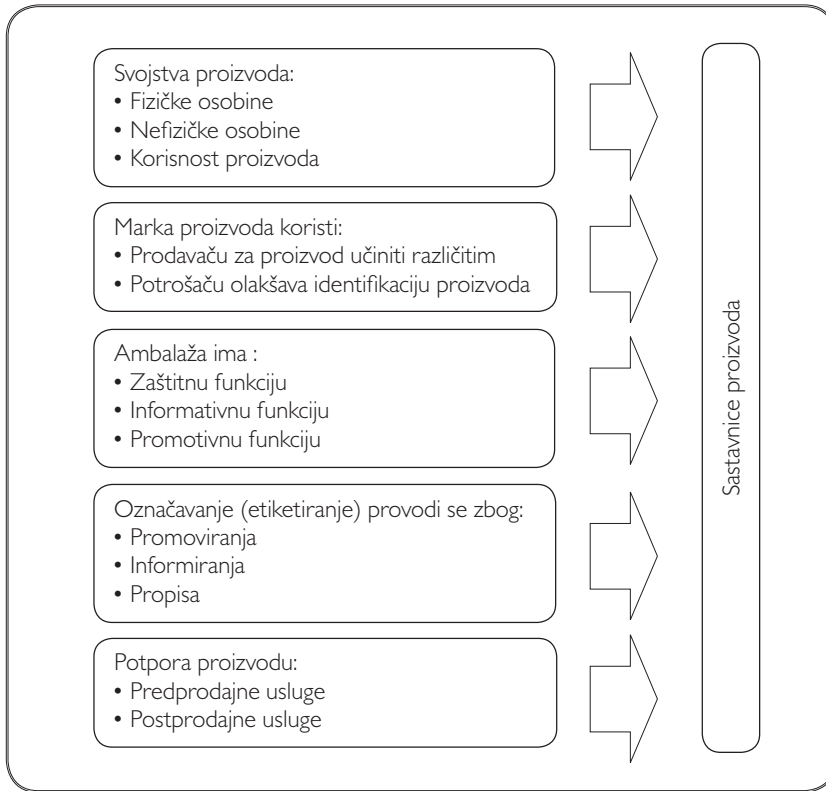 Svojstva proizvoda:
• Fizičke osobine
• Nefizičke osobine
• Korisnost proizvoda
Marka proizvoda koristi:
• Prodavaču za proizvod učiniti različitim
• Potrošaču olakšava identifikaciju proizvoda
Ambalaža ima :
• Zaštitnu funkciju
• Informativnu funkciju
• Promotivnu funkciju
Označavanje (etiketiranje) provodi se zbog:
• Promoviranja
• Informiranja
• Propisa
Potpora proizvodu:
• Predprodajne usluge
• Postprodajne usluge
Sastavnice proizvoda